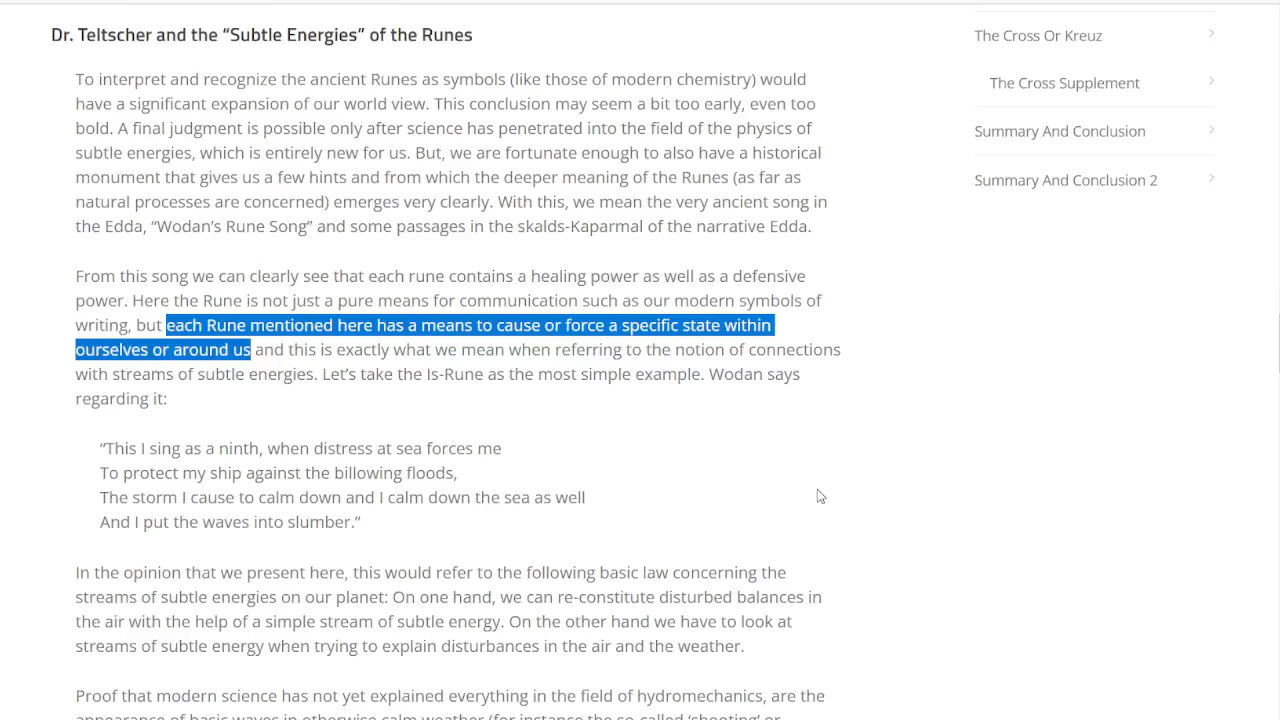 Dr. Teltscher and the “Subtle Energies” of the Runes
To interpret and recognize the ancient Runes as symbols (like those of modern chemistry) would
have a significant expansion of our world view. This conclusion may seem a bit too early, even too
bold. A final judgment is possible only after science has penetrated into the field of the physics of
subtle energies, which is entirely new for us. But, we are fortunate enough to also have a historical
monument that gives us a few hints and from which the deeper meaning of the Runes (as far as
natural processes are concerned) emerges very clearly. With this, we mean the very ancient song in
the Edda, “Wodan’s Rune Song” and some passages in the skalds-Kaparmal of the narrative Edda.
From this song we can clearly see that each rune contains a healing power as well as a defensive
power. Here the Rune is not just a pure means for communication such as our modern symbols of
writing, but each Rune mentioned here has a means to cause or force a specific state within
ourselves or around us and this is exactly what we mean when referring to the notion of connections
with streams of subtle energies. Let’s take the Is-Rune as the most simple example. Wodan says
regarding it:
“This I sing as a ninth, when distress at sea forces me
To protect my ship against the billowing floods,
The storm I cause to calm down and I calm down the sea as well
And I put the waves into slumber.”
In the opinion that we present here, this would refer to the following basic law concerning the
streams of subtle energies on our planet: On one hand, we can re-constitute disturbed balances in
the air with the help of a simple stream of subtle energy. On the other hand we have to look at
streams of subtle energy when trying to explain disturbances in the air and the weather.
Proof that modern science has not yet explained everything in the field of hydromechanics, are the
appearance of basic waves in otherwise calm weather (for instance the so-called ‘shooting’ or
The Cross Or Kreuz
The Cross Supplement
Summary And Conclusion
Summary And Conclusion 2